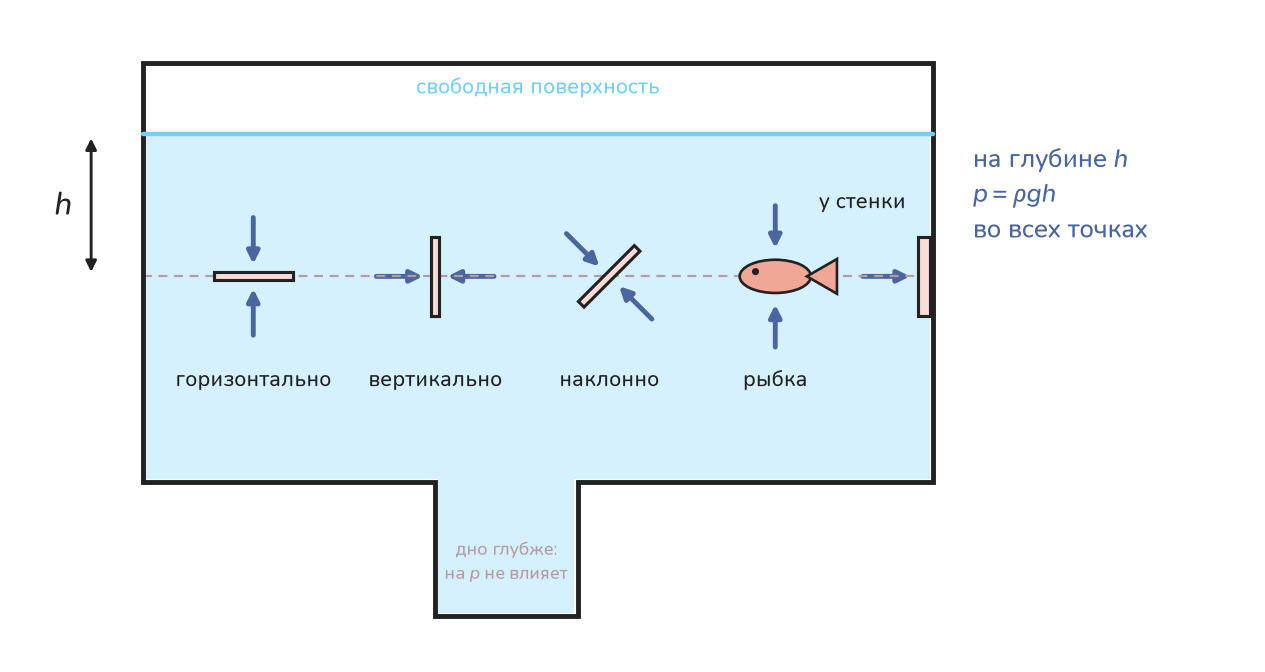 свободная поверхность
на глубине h
p = ρgh
во всех точках
h
у стенки
горизонтально
вертикально
наклонно
рыбка
дно глубже:
на p не влияет